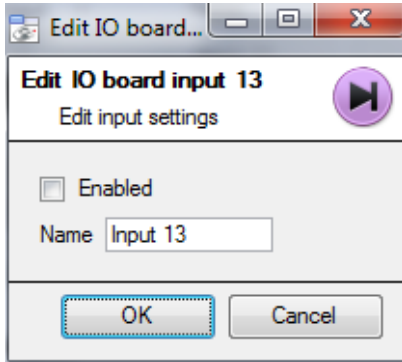 Edit IO board...
Edit IO board input 13
Edit input settings
Enabled
Name Input 13
OK Cancel